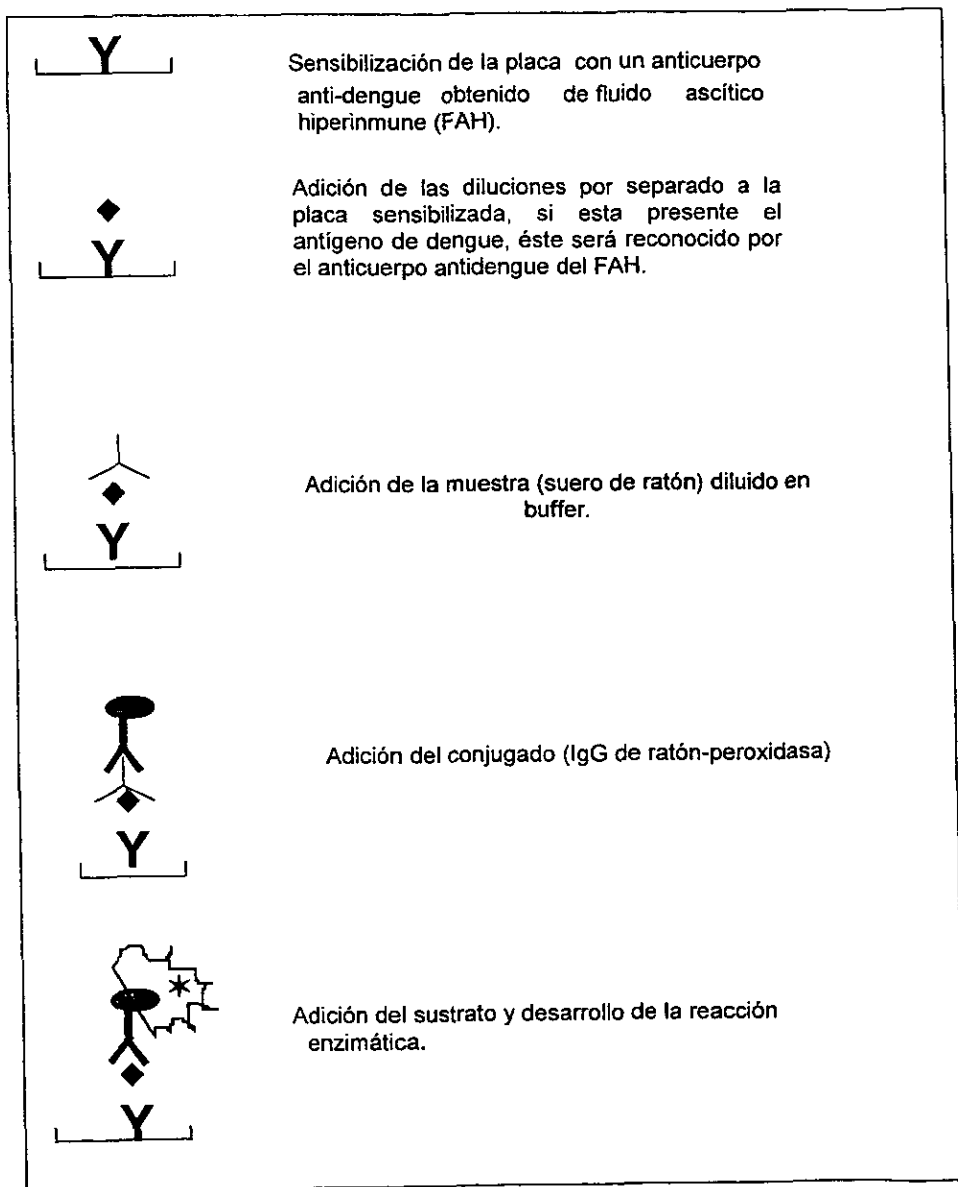 Sensibilización de la placa con un anticuerpo
anti-dengue obtenido de fluido ascítico
hiperinmune (FAH).
Adición de las diluciones por separado a la
placa sensibilizada, si esta presente el
antígeno de dengue, éste será reconocido por
el anticuerpo antidengue del FAH.
Adición de la muestra (suero de ratón) diluido en
buffer.
Adición del conjugado (IgG de ratón-peroxidasa)
Adición del sustrato y desarrollo de la reacción
enzimática.